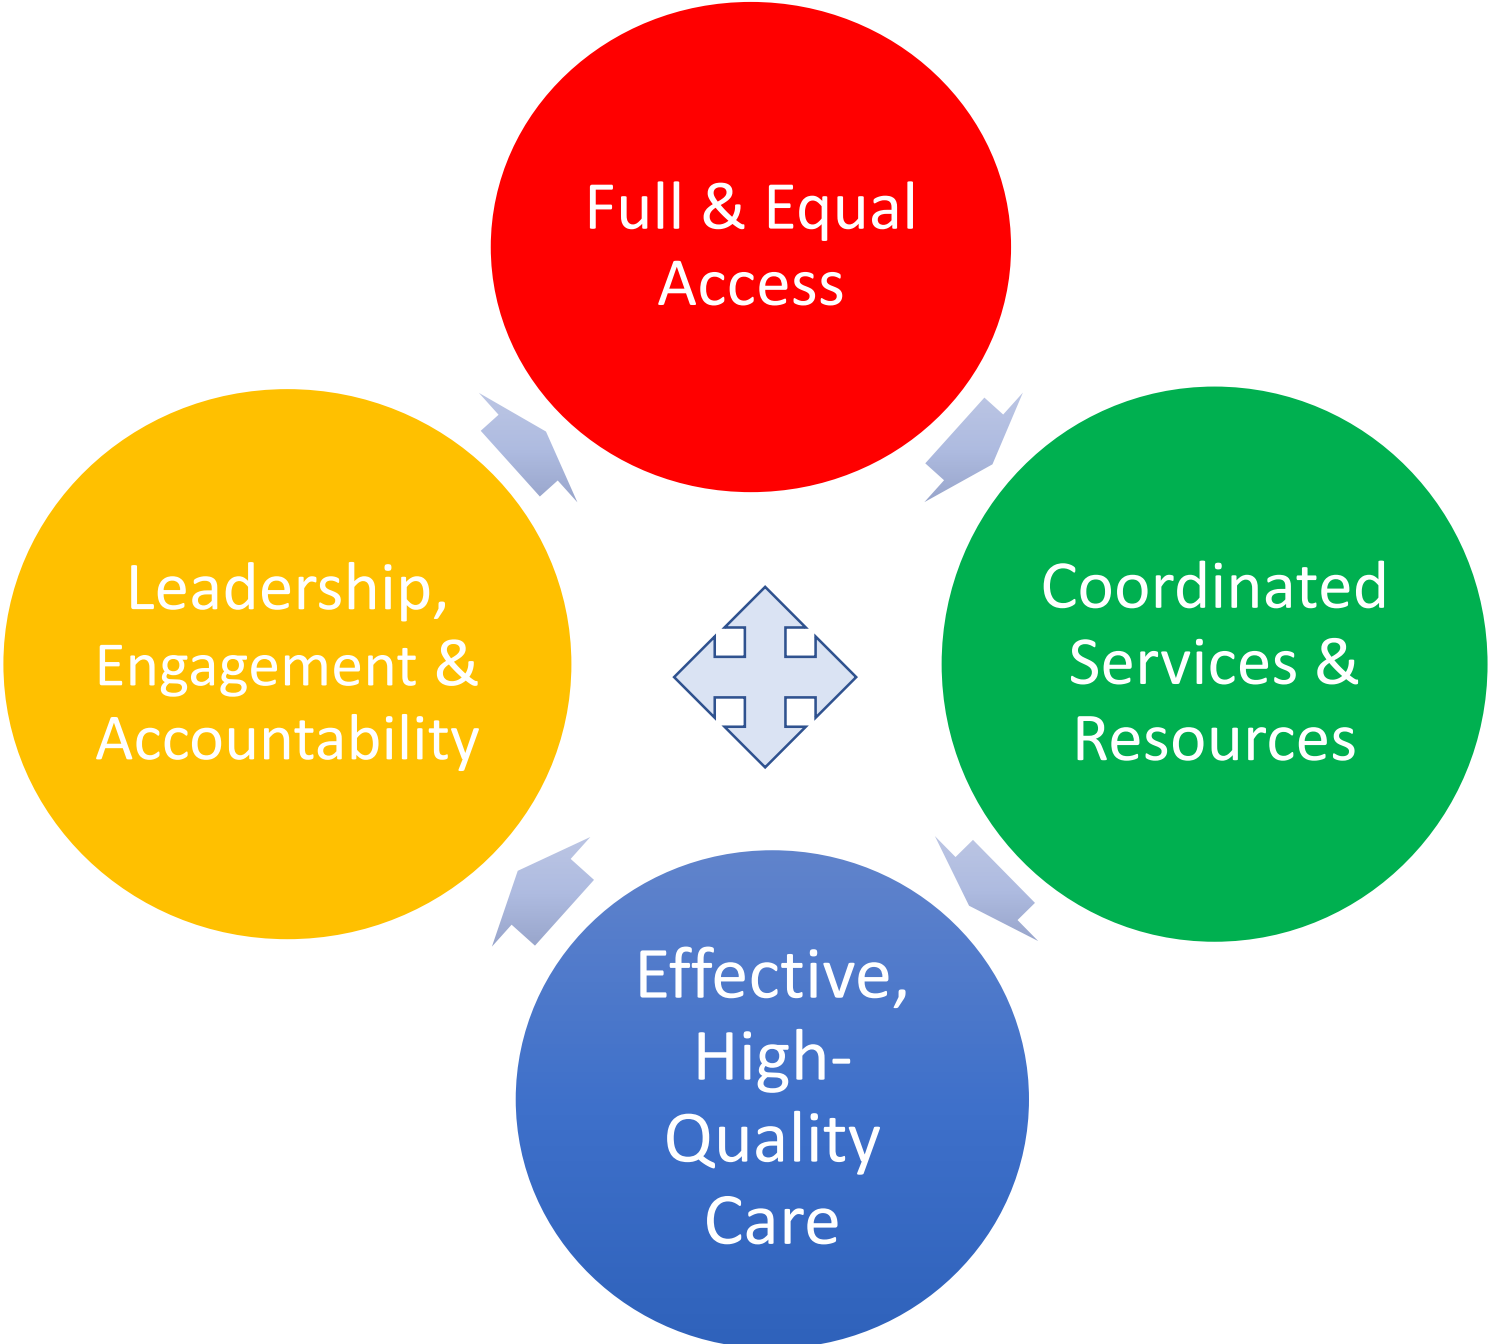 Full & Equal
Access
Leadership,
Engagement &
Accountability
Coordinated
Services &
Resources
Effective,
High-
Quality
Care